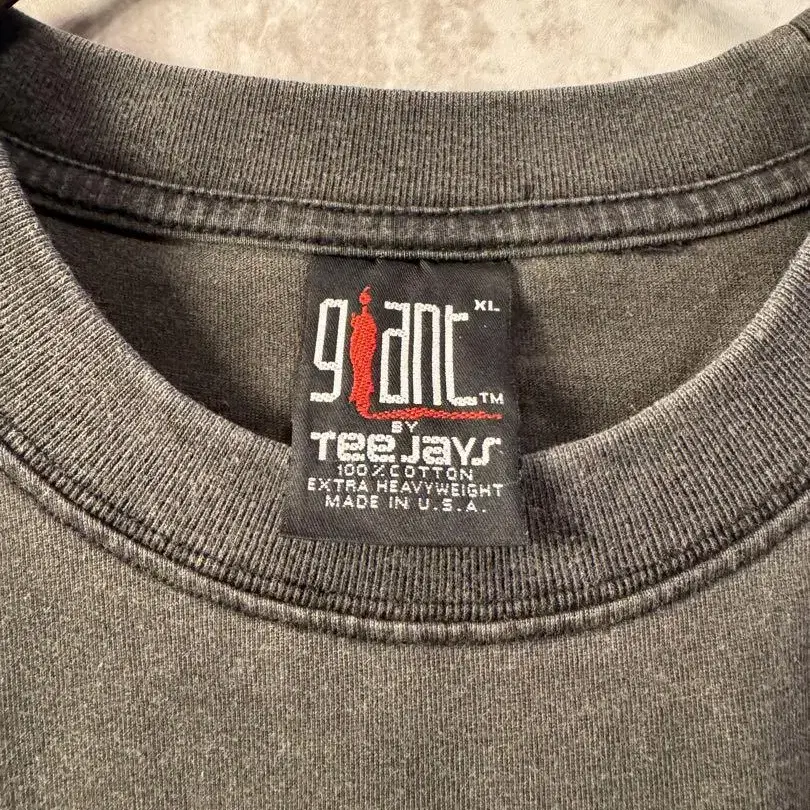 giant XL
TM
BY
Tee Jays
100% COTTON
EXTRA HEAVYWEIGHT
MADE IN U.S.A.